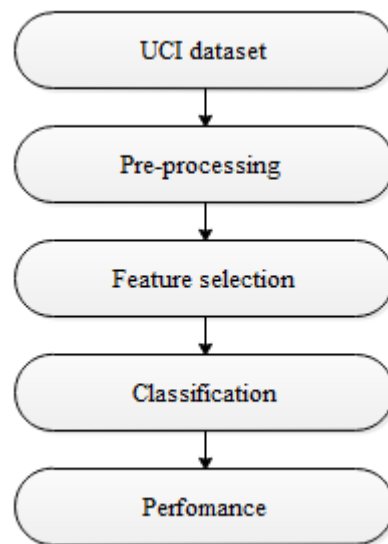 UCI dataset
Pre-processing
Feature selection
Classification
Perfomance